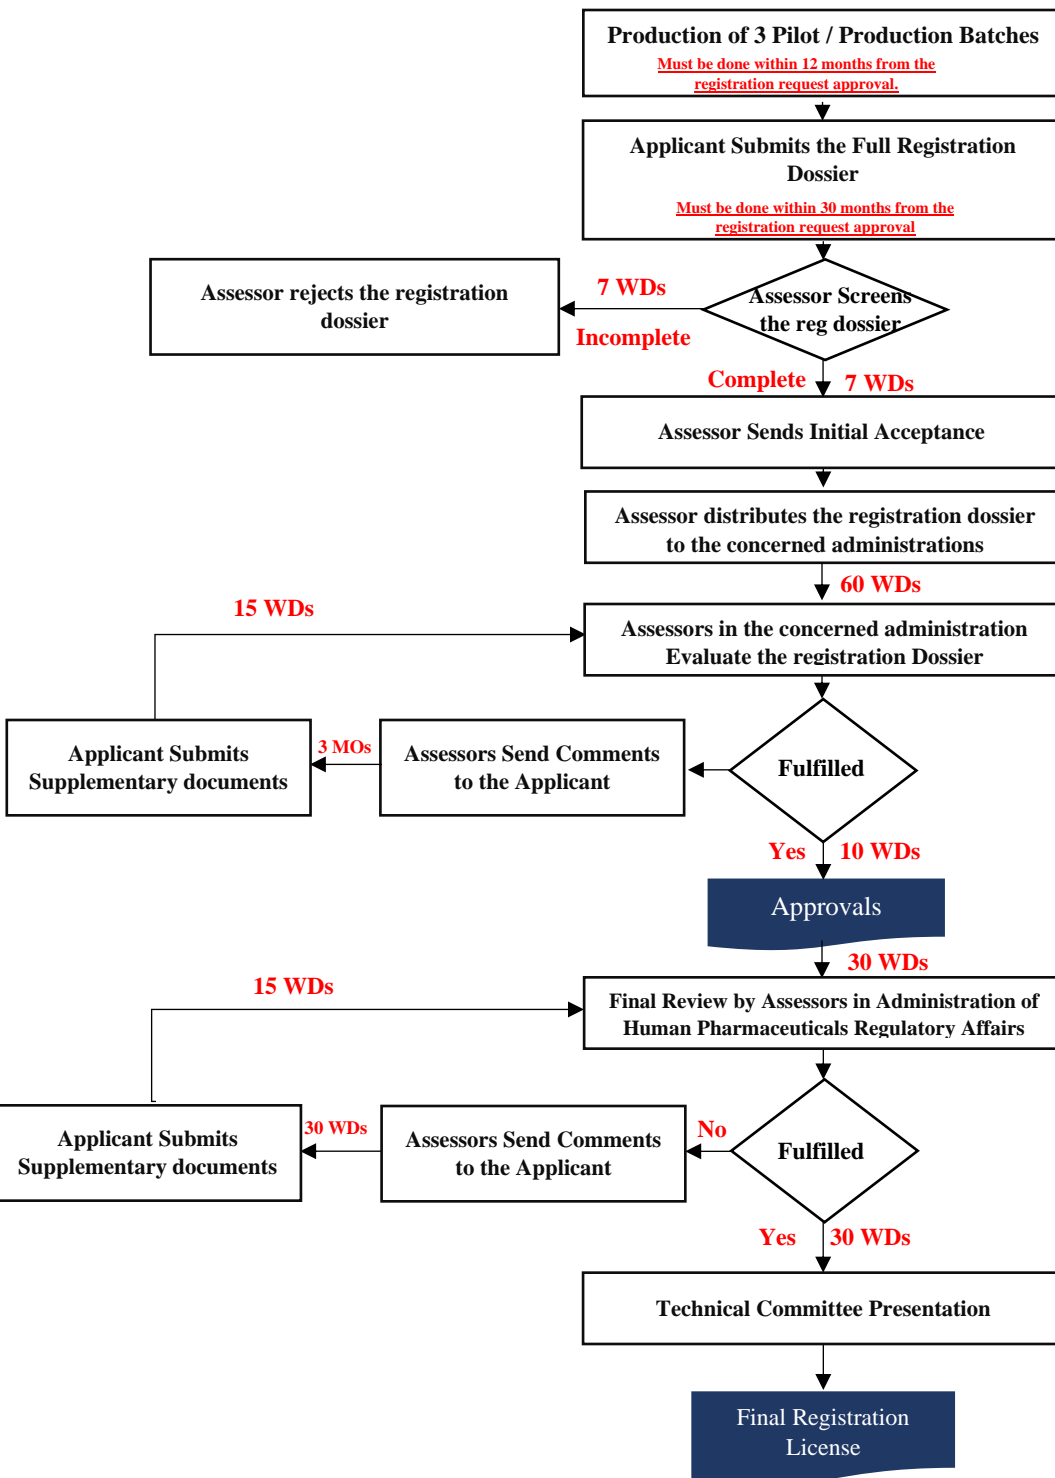 Production of 3 Pilot / Production Batches
Must be done within 12 months from the
registration request approval.
Applicant Submits the Full Registration
Dossier
Must be done within 30 months from the
registration request approval
Assessor Screens
the reg dossier
7 WDs
Incomplete
Assessor rejects the registration
dossier
Complete
7 WDs
Assessor Sends Initial Acceptance
Assessor distributes the registration dossier
to the concerned administrations
60 WDs
15 WDs
Assessors in the concerned administration
Evaluate the registration Dossier
Applicant Submits
Supplementary documents
3 MOs
Assessors Send Comments
to the Applicant
Fulfilled
Yes
10 WDs
Approvals
30 WDs
15 WDs
Final Review by Assessors in Administration of
Human Pharmaceuticals Regulatory Affairs
Applicant Submits
Supplementary documents
30 WDs
Assessors Send Comments
to the Applicant
No
Fulfilled
Yes
30 WDs
Technical Committee Presentation
Final Registration
License